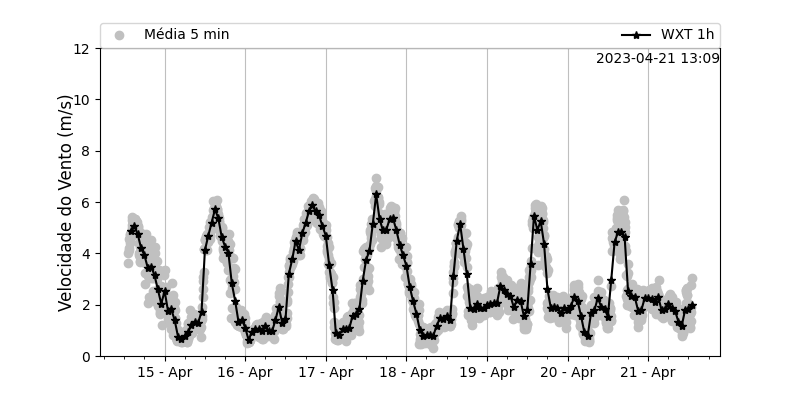 Média 5 min
WXT 1h
2023-04-21 13:09
Velocidade do Vento (m/s)
12
10
8
6
4
2
0
15 - Apr
16 - Apr
17 - Apr
18 - Apr
19 - Apr
20 - Apr
21 - Apr